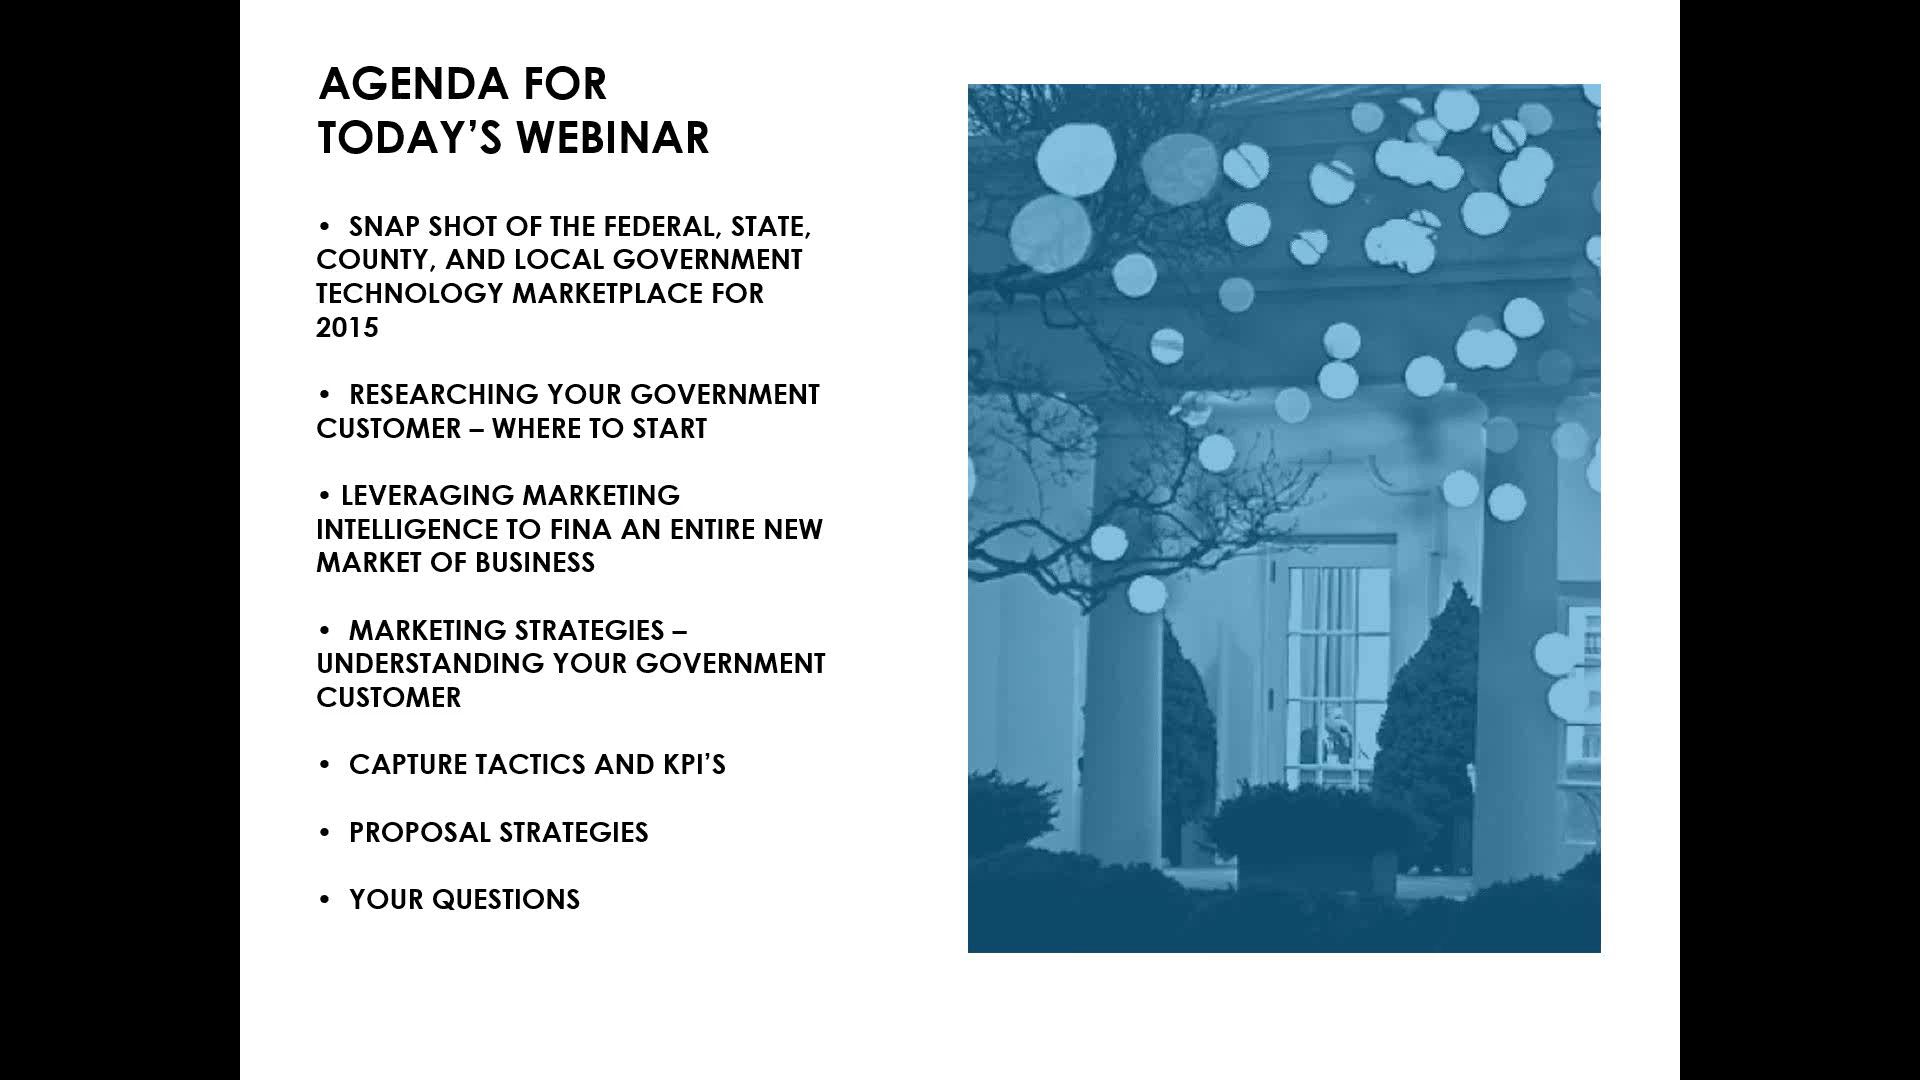 AGENDA FOR
TODAY’S WEBINAR
• SNAP SHOT OF THE FEDERAL, STATE,
COUNTY, AND LOCAL GOVERNMENT
TECHNOLOGY MARKETPLACE FOR
2015
• RESEARCHING YOUR GOVERNMENT
CUSTOMER – WHERE TO START
• LEVERAGING MARKETING
INTELLIGENCE TO FINA AN ENTIRE NEW
MARKET OF BUSINESS
• MARKETING STRATEGIES –
UNDERSTANDING YOUR GOVERNMENT
CUSTOMER
• CAPTURE TACTICS AND KPI’S
• PROPOSAL STRATEGIES
• YOUR QUESTIONS